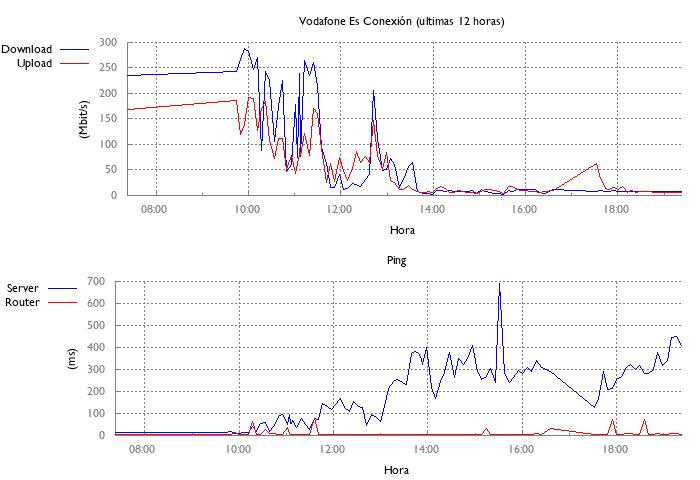 Vodafone Es Conexión (ultimas 12 horas)
Download
Upload
300
250
200
150
100
50
0
(Mbit/s)
08:00 10:00 12:00 14:00 16:00 18:00
Hora
Ping
Server
Router
700
600
500
400
300
200
100
0
(ms)
08:00 10:00 12:00 14:00 16:00 18:00
Hora